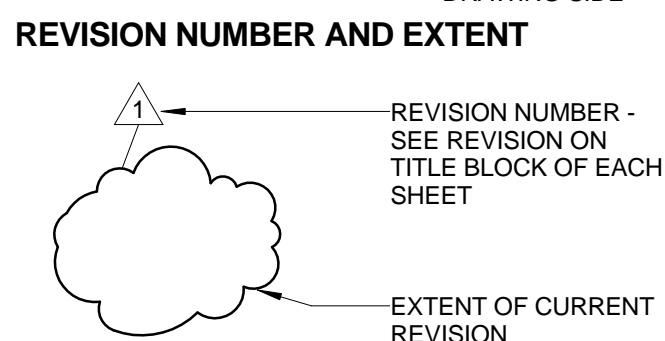 REVISION NUMBER AND EXTENT
1
REVISION NUMBER -
SEE REVISION ON
TITLE BLOCK OF EACH
SHEET
EXTENT OF CURRENT
REVISION